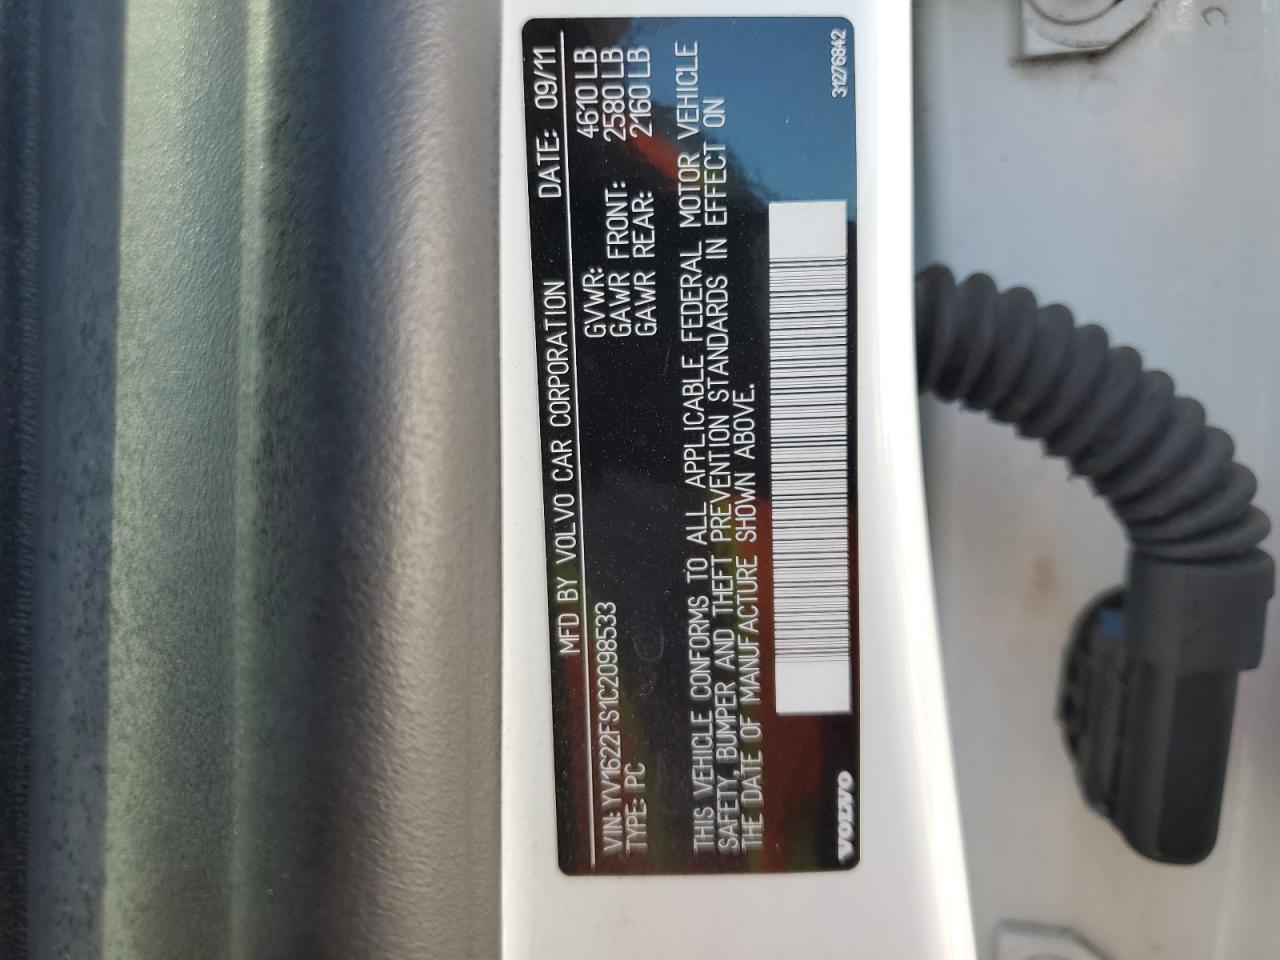 MFD BY VOLVO CAR CORPORATION DATE: 09/11
VIN: YV1622FS1C2098533 GVWR: 4610 LB
TYPE: PC GAWR FRONT: 2580 LB
GAWR REAR: 2160 LB
THIS VEHICLE CONFORMS TO ALL APPLICABLE FEDERAL MOTOR VEHICLE
SAFETY, BUMPER AND THEFT PREVENTION STANDARDS IN EFFECT ON
THE DATE OF MANUFACTURE SHOWN ABOVE.
VOLVO 31276842